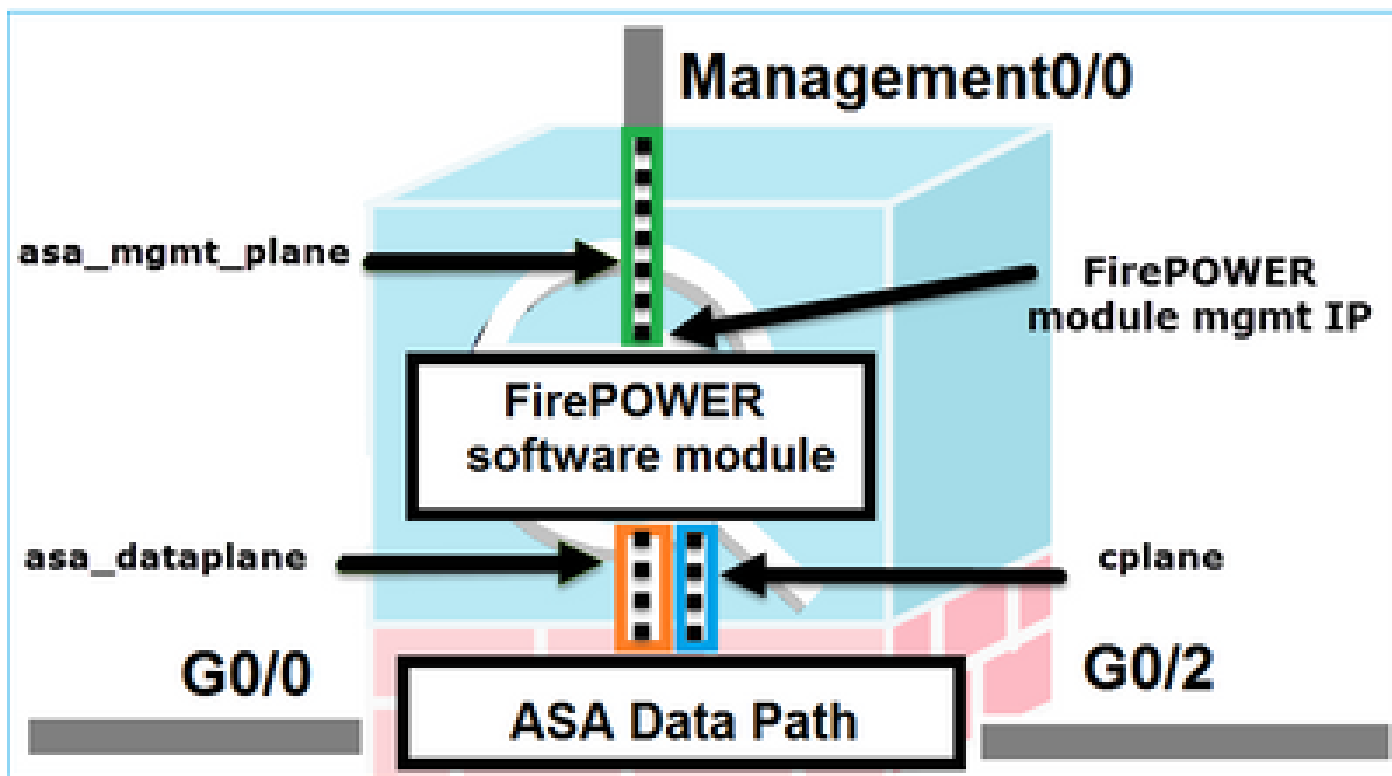 Management0/0
asa_mgmt_plane
FirePOWER
module mgmt IP
FirePOWER
software module
asa_dataplane
cplane
G0/0
G0/2
ASA Data Path